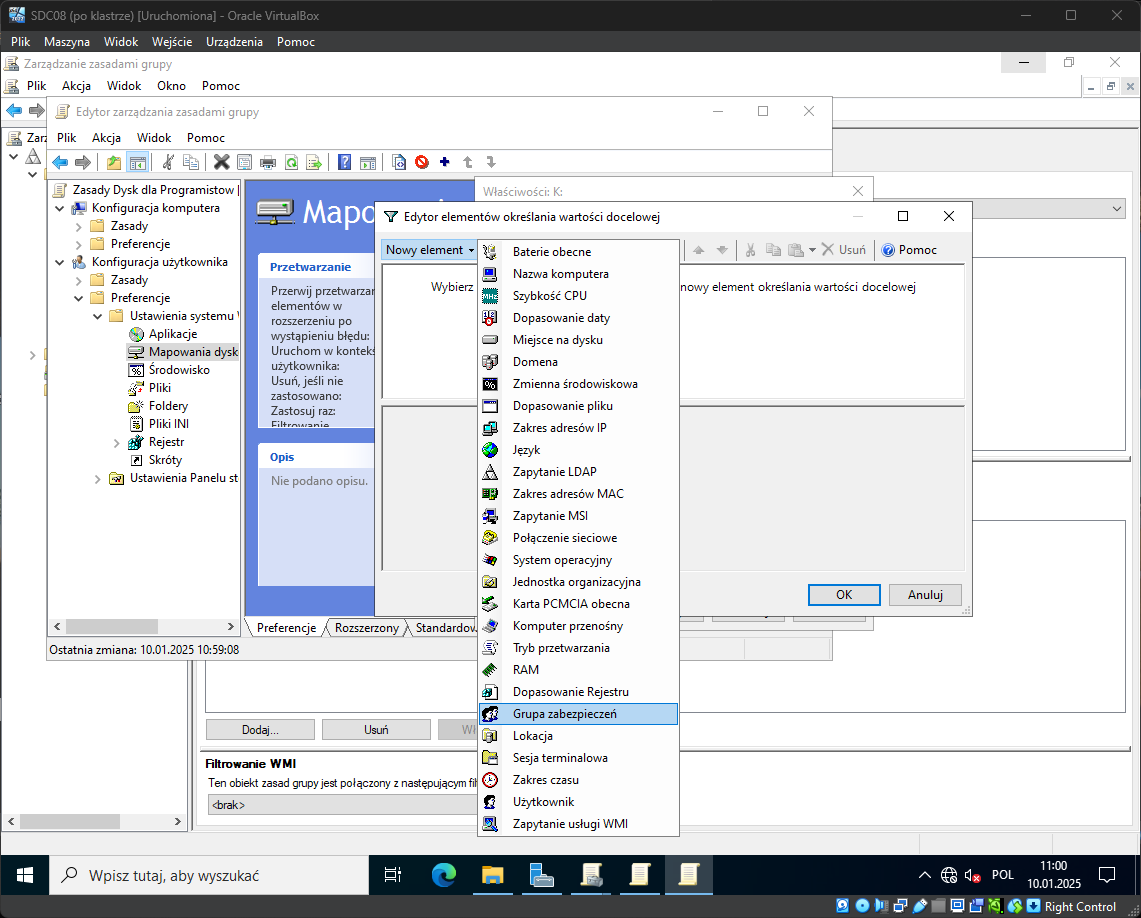 SDC08 (po klastrze) [Uruchomiona] - Oracle VirtualBox
Plik Maszyna Widok Wejście Urządzenia Pomoc
Zarządzanie zasadami grupy
Plik Akcja Widok Okno Pomoc
Edytor zarządzania zasadami grupy
Zarz
Plik Akcja Widok Pomoc
Zasady Dysk dla Programistow
Konfiguracja komputera
Zasady
Preferencje
Konfiguracja użytkownika
Zasady
Preferencje
Ustawienia systemu
Aplikacje
Mapowania dysk
Środowisko
Pliki
Foldery
Pliki INI
Rejestr
Skróty
Ustawienia Panelu st
Mapo
Przetwarzanie
Przerwij przetwarzan
elementów w
rozszerzeniu po
wystąpieniu błędu:
Uruchom w konteks
użytkownika:
Usuń, jeśli nie
zastosowano:
Zastosuj raz:
Filtrowanie
Opis
Nie podano opisu.
Preferencje Rozszerzony Standardow
Ostatnia zmiana: 10.01.2025 10:59:08
Właściwości: K:
Edytor elementów określania wartości docelowej
Nowy element
Usuń Pomoc
Wybierz
nowy element określania wartości docelowej
Baterie obecne
Nazwa komputera
Szybkość CPU
Dopasowanie daty
Miejsce na dysku
Domena
Zmienna środowiskowa
Dopasowanie pliku
Zakres adresów IP
Język
Zapytanie LDAP
Zakres adresów MAC
Zapytanie MSI
Połączenie sieciowe
System operacyjny
Jednostka organizacyjna
Karta PCMCIA obecna
Komputer przenośny
Tryb przetwarzania
RAM
Dopasowanie Rejestru
Grupa zabezpieczeń
Lokacja
Sesja terminalowa
Zakres czasu
Użytkownik
Zapytanie usługi WMI
OK Anuluj
Dodaj... Usuń
Filtrowanie WMI
Ten obiekt zasad grupy jest połączony z następującym fil
<brak>
Wpisz tutaj, aby wyszukać
POL
11:00
10.01.2025
Right Control